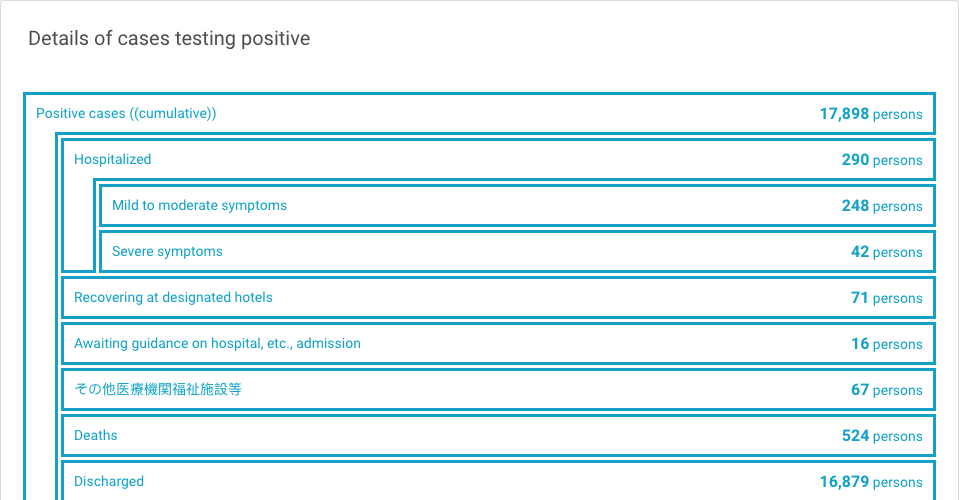 Details of cases testing positive
Positive cases ((cumulative)) 17,898 persons
Hospitalized 290 persons
Mild to moderate symptoms 248 persons
Severe symptoms 42 persons
Recovering at designated hotels 71 persons
Awaiting guidance on hospital, etc., admission 16 persons
その他医療機関福祉施設等 67 persons
Deaths 524 persons
Discharged 16,879 persons